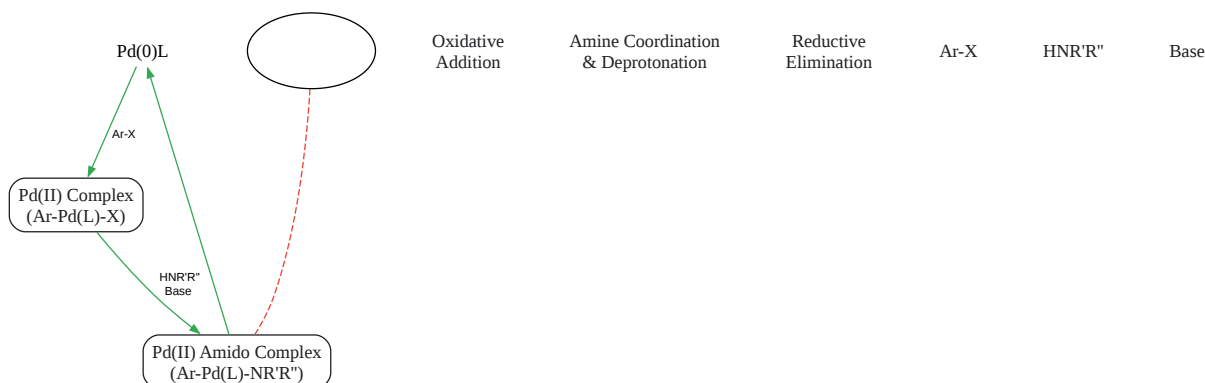 Pd(0)L
Oxidative
Addition
Amine Coordination
& Deprotonation
Reductive
Elimination
Ar-X
HNR'R"
Base
Ar-X
Pd(II) Complex
(Ar-Pd(L)-X)
HNR'R"
Base
Pd(II) Amido Complex
(Ar-Pd(L)-NR'R")